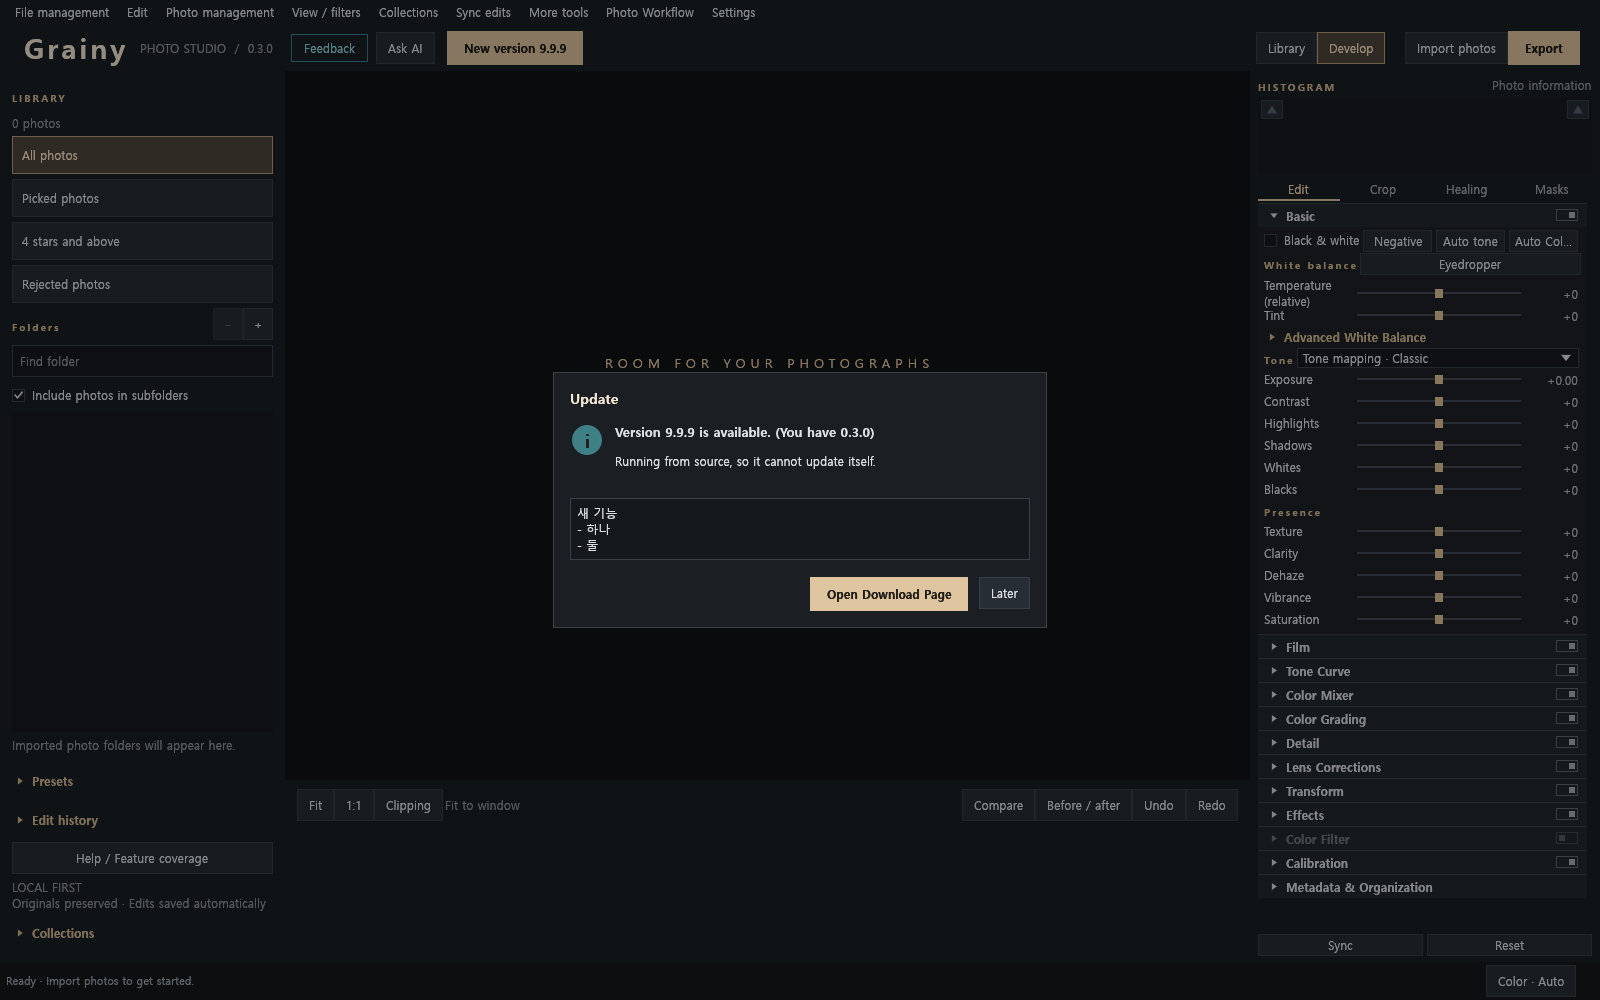 File management Edit Photo management View / filters Collections Sync edits More tools Photo Workflow Settings
Grainy PHOTO STUDIO / 0.3.0 Feedback Ask AI New version 9.9.9 Library Develop Import photos Export
LIBRARY
0 photos
All photos
Picked photos
4 stars and above
Rejected photos
Folders − +
Find folder
Include photos in subfolders
Imported photo folders will appear here.
Presets
Edit history
Help / Feature coverage
LOCAL FIRST
Originals preserved · Edits saved automatically
Collections
ROOM FOR YOUR PHOTOGRAPHS
Update
Version 9.9.9 is available. (You have 0.3.0)
Running from source, so it cannot update itself.
새 기능
- 하나
- 둘
Open Download Page Later
Fit 1:1 Clipping Fit to window Compare Before / after Undo Redo
HISTOGRAM Photo information
Edit Crop Healing Masks
Basic
Black & white Negative Auto tone Auto Col...
White balance Eyedropper
Temperature
(relative) +0
Tint +0
Advanced White Balance
Tone Tone mapping · Classic
Exposure +0.00
Contrast +0
Highlights +0
Shadows +0
Whites +0
Blacks +0
Presence
Texture +0
Clarity +0
Dehaze +0
Vibrance +0
Saturation +0
Film
Tone Curve
Color Mixer
Color Grading
Detail
Lens Corrections
Transform
Effects
Color Filter
Calibration
Metadata & Organization
Sync Reset
Ready · Import photos to get started. Color · Auto